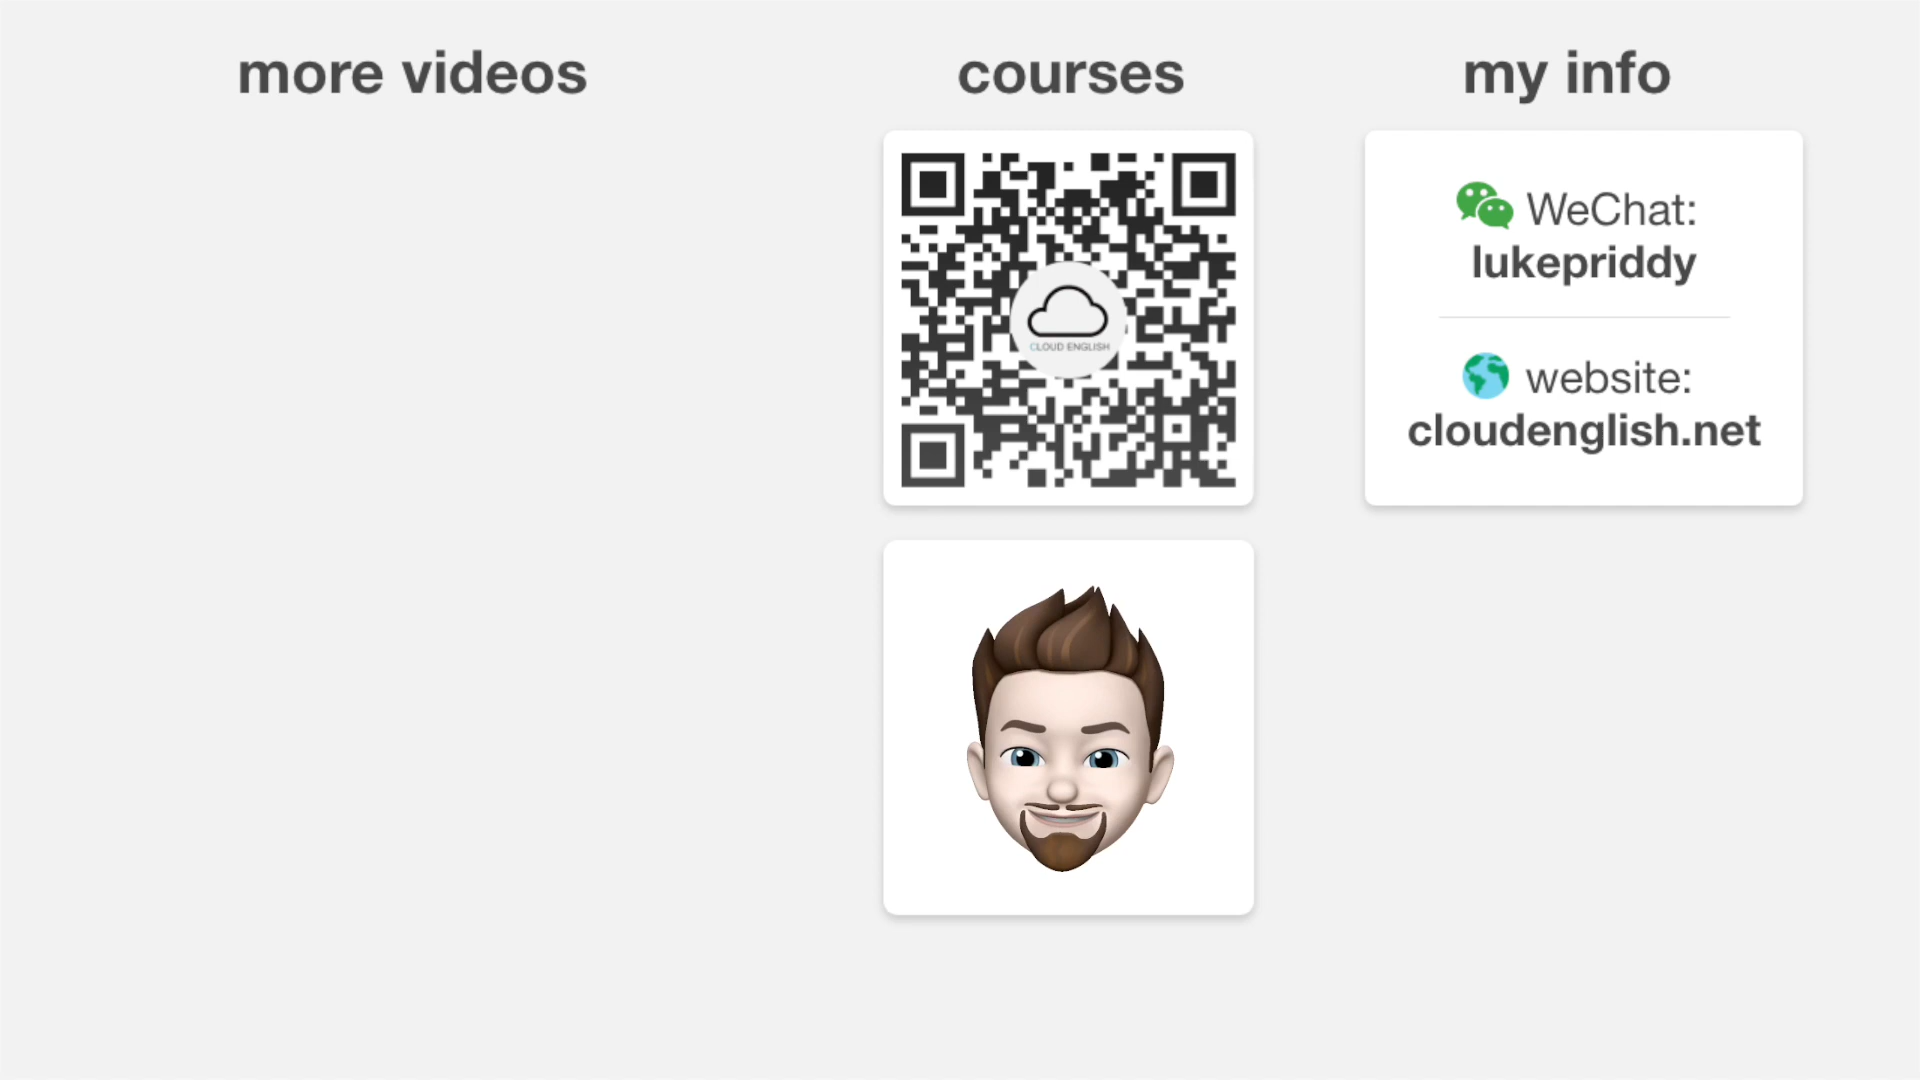 more videos
courses
my info
CLOUD ENGLISH
WeChat:
lukepriddy
website:
cloudenglish.net